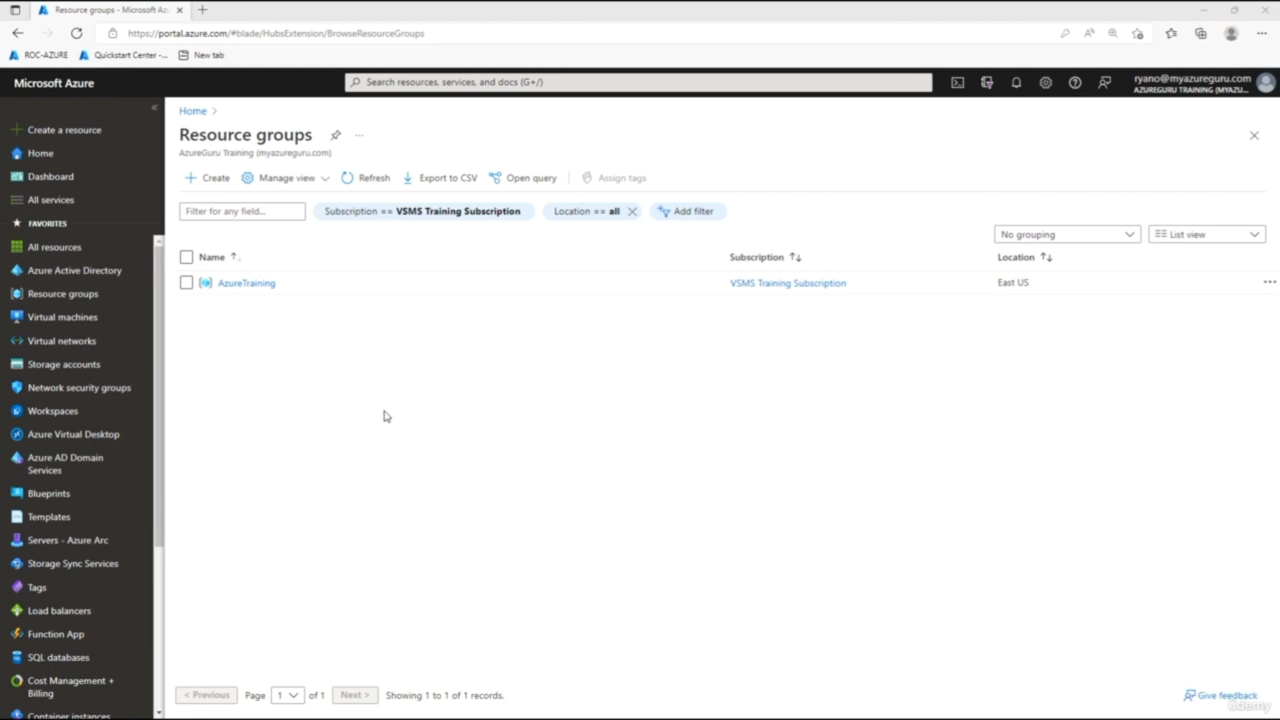 Resource groups - Microsoft Az
https://portal.azure.com/#blade/HubsExtension/BrowseResourceGroups
ROC-AZURE Quickstart Center -... New tab
Microsoft Azure
Search resources, services, and docs (G+/)
ryano@myazureguru.com
AZUREGURU TRAINING (MYAZU...
Create a resource
Home
Dashboard
All services
FAVORITES
All resources
Azure Active Directory
Resource groups
Virtual machines
Virtual networks
Storage accounts
Network security groups
Workspaces
Azure Virtual Desktop
Azure AD Domain
Services
Blueprints
Templates
Servers - Azure Arc
Storage Sync Services
Tags
Load balancers
Function App
SQL databases
Cost Management +
Billing
Container instances
Home >
Resource groups ...
AzureGuru Training (myazureguru.com)
Create Manage view Refresh Export to CSV Open query Assign tags
Filter for any field... Subscription == VSMS Training Subscription Location == all Add filter
No grouping List view
Name Subscription Location
AzureTraining VSMS Training Subscription East US ...
< Previous Page 1 of 1 Next > Showing 1 to 1 of 1 records.
Give feedback
ûdemy